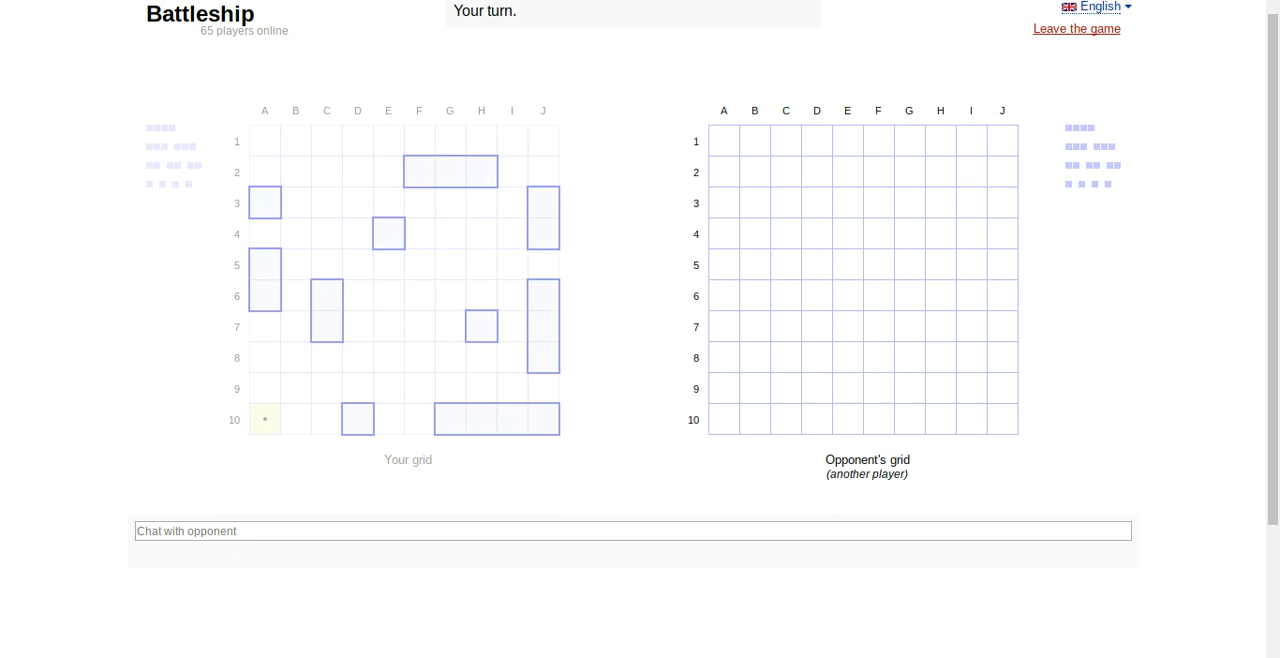 Battleship
65 players online
Your turn.
English
Leave the game
A B C D E F G H I J
1
2
3
4
5
6
7
8
9
10
Your grid
A B C D E F G H I J
1
2
3
4
5
6
7
8
9
10
Opponent's grid
(another player)
Chat with opponent